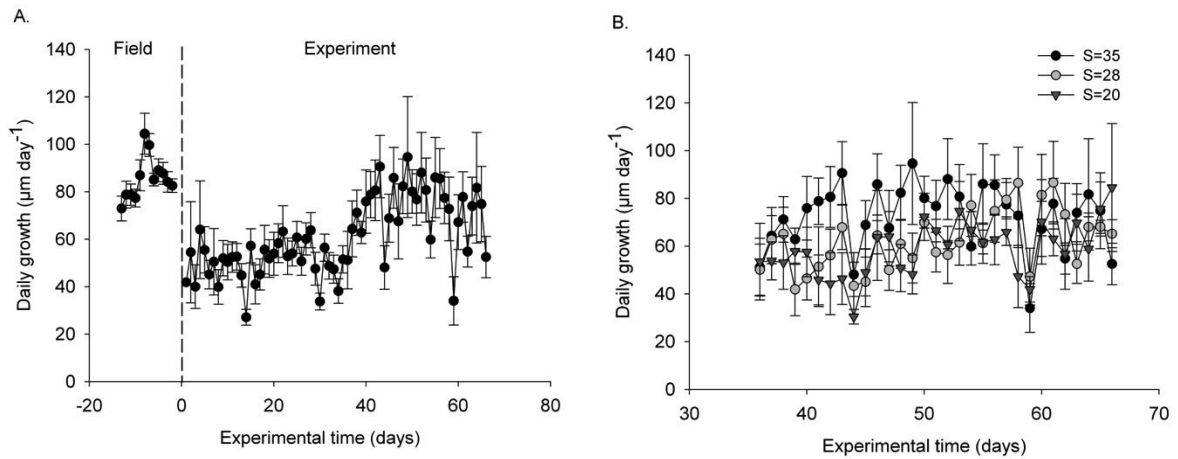 A.
Field Experiment
140
120
100
80
60
40
20
0
Daily growth (µm day⁻¹)
-20 0 20 40 60 80
Experimental time (days)
B.
S=35
S=28
S=20
140
120
100
80
60
40
20
0
Daily growth (µm day⁻¹)
30 40 50 60 70
Experimental time (days)